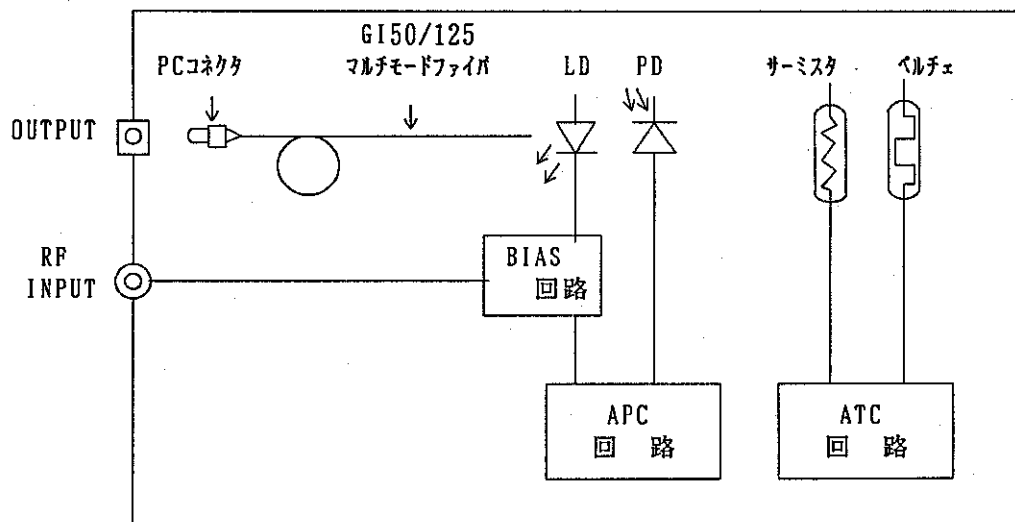 GI50/125
PCコネクタ
マルチモードファイバ
LD
PD
サーミスタ
ペルチェ
OUTPUT
RF
INPUT
BIAS
回路
APC
回路
ATC
回路